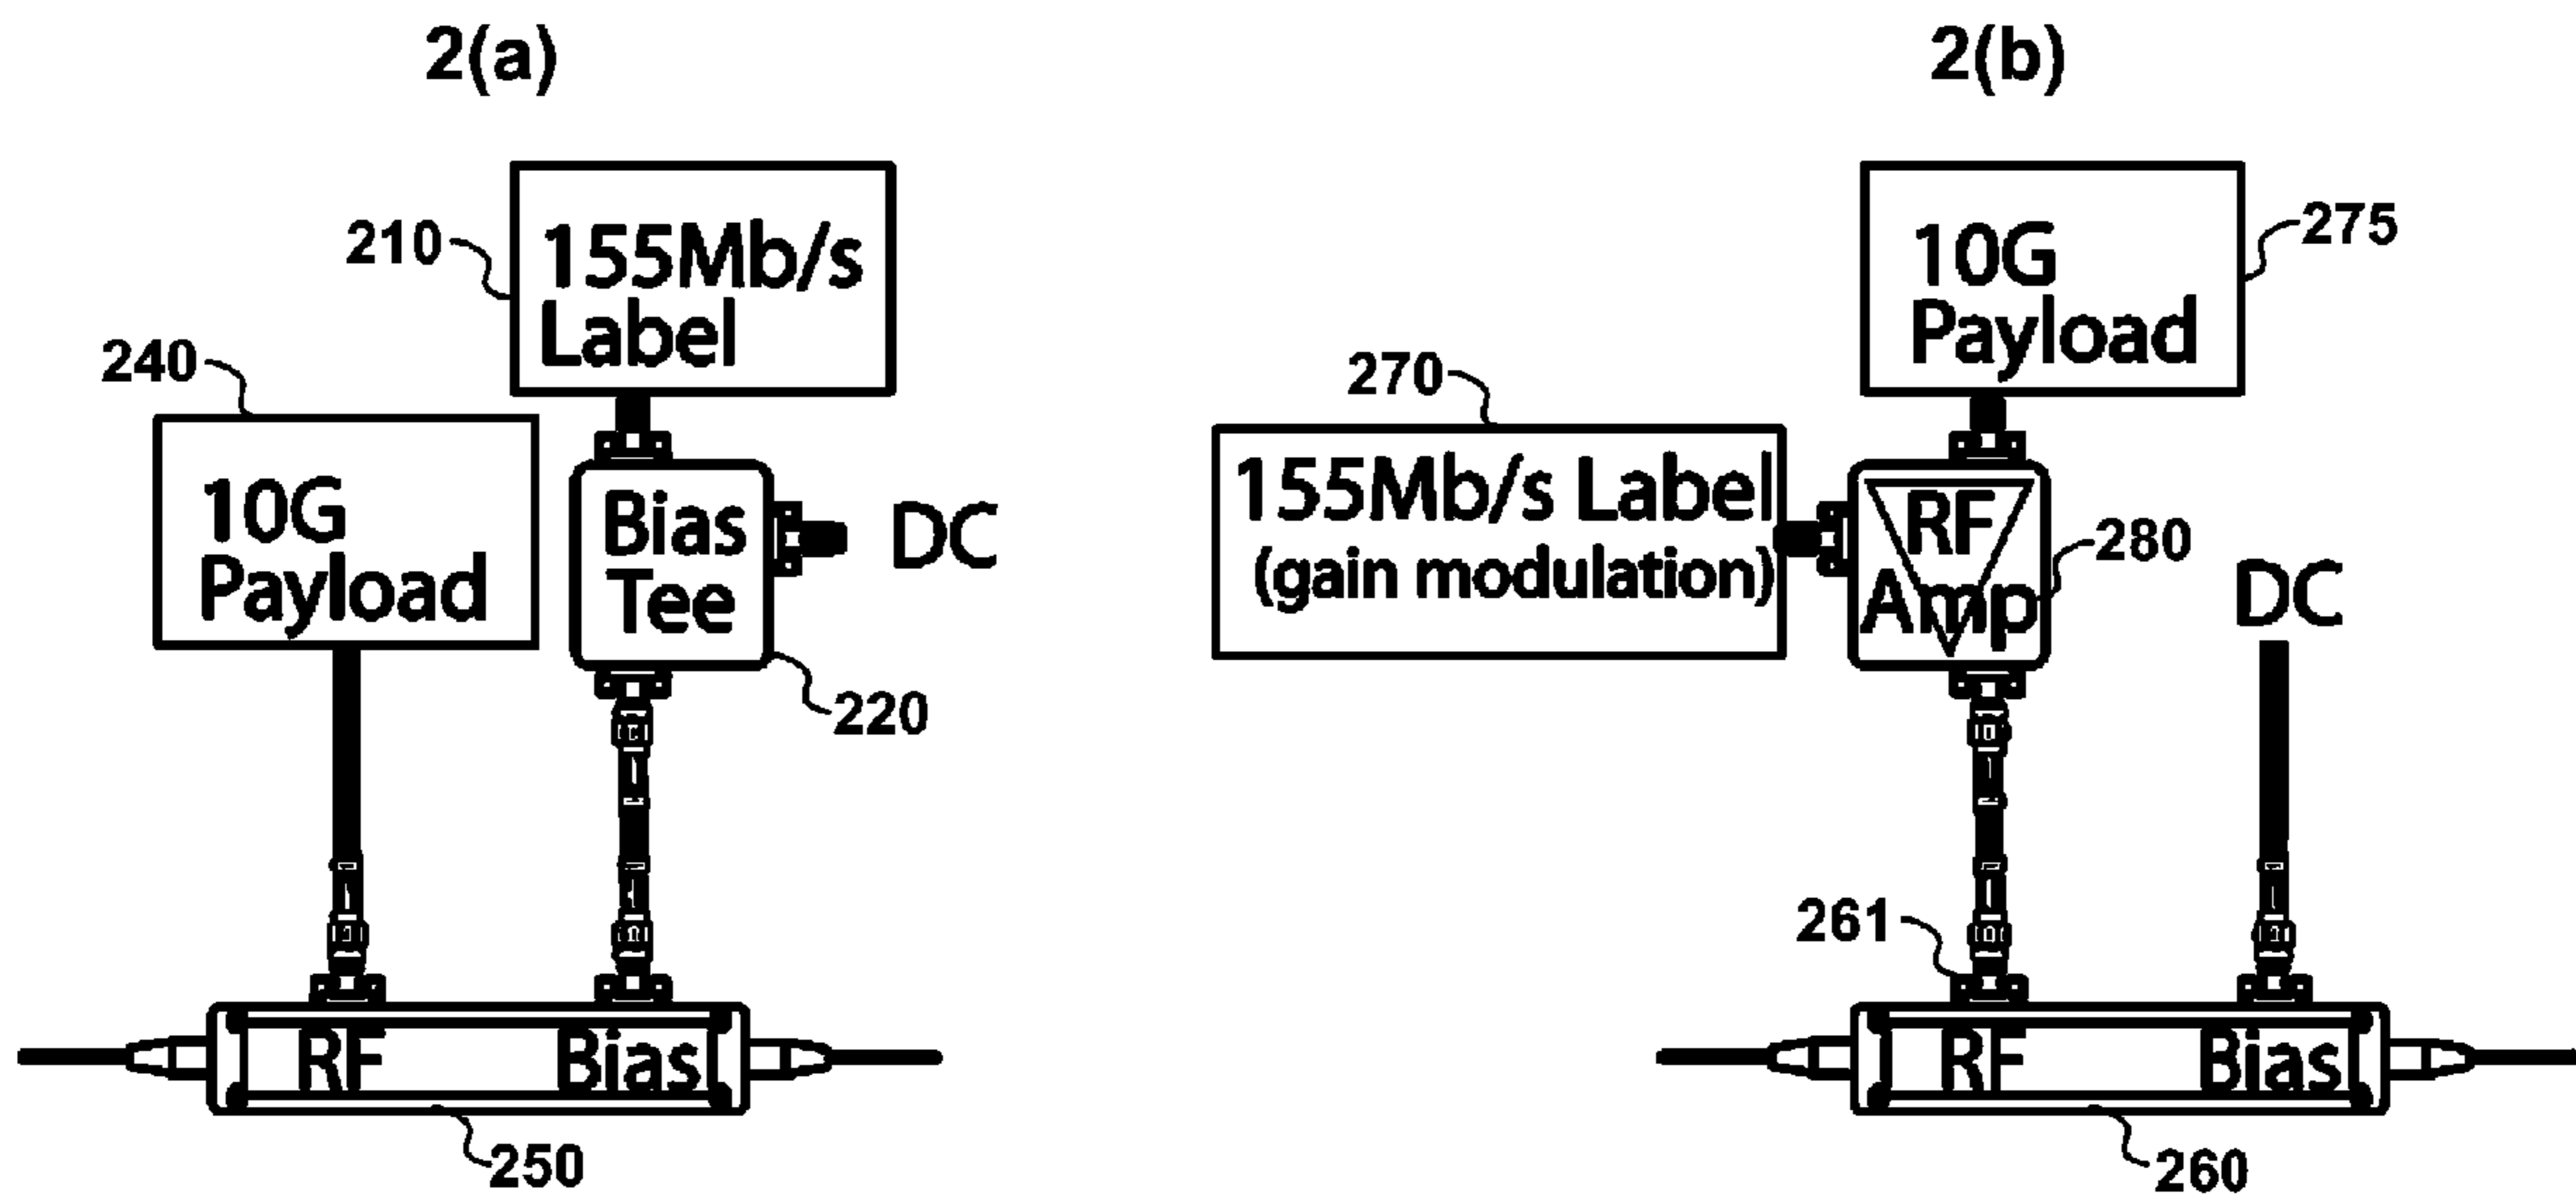 2(a)
210
155Mb/s
Label
240
10G
Payload
Bias
Tee
DC
220
RF
Bias
250
2(b)
10G
Payload
275
270
155Mb/s Label
(gain modulation)
RF
Amp
280
DC
261
RF
Bias
260